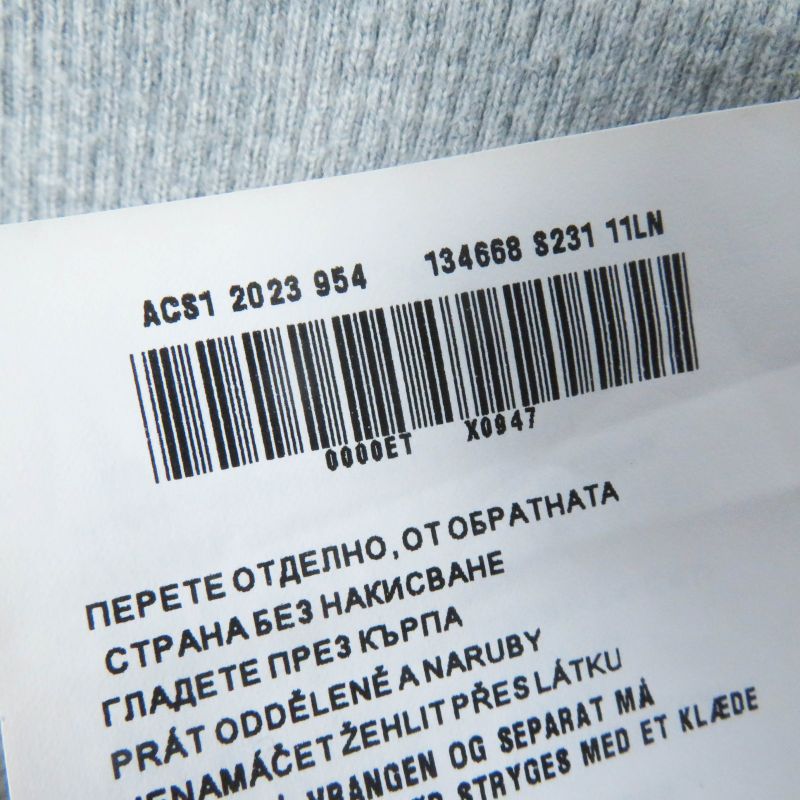 ACS1 2023 954 134668 S231 11LN
0000ET X0947
ПЕРЕТЕ ОТДЕЛНО, ОТ ОБРАТНАТА
СТРАНА БЕЗ НАКИСВАНЕ
ГЛАДЕТЕ ПРЕЗ КЪРПА
PRÁT ODDĚLENĚ A NARUBY
NENAMÁČET ŽEHLIT PŘES LÁTKU
VRANGEN OG SEPARAT MÅ
STRYGES MED ET KLÆDE